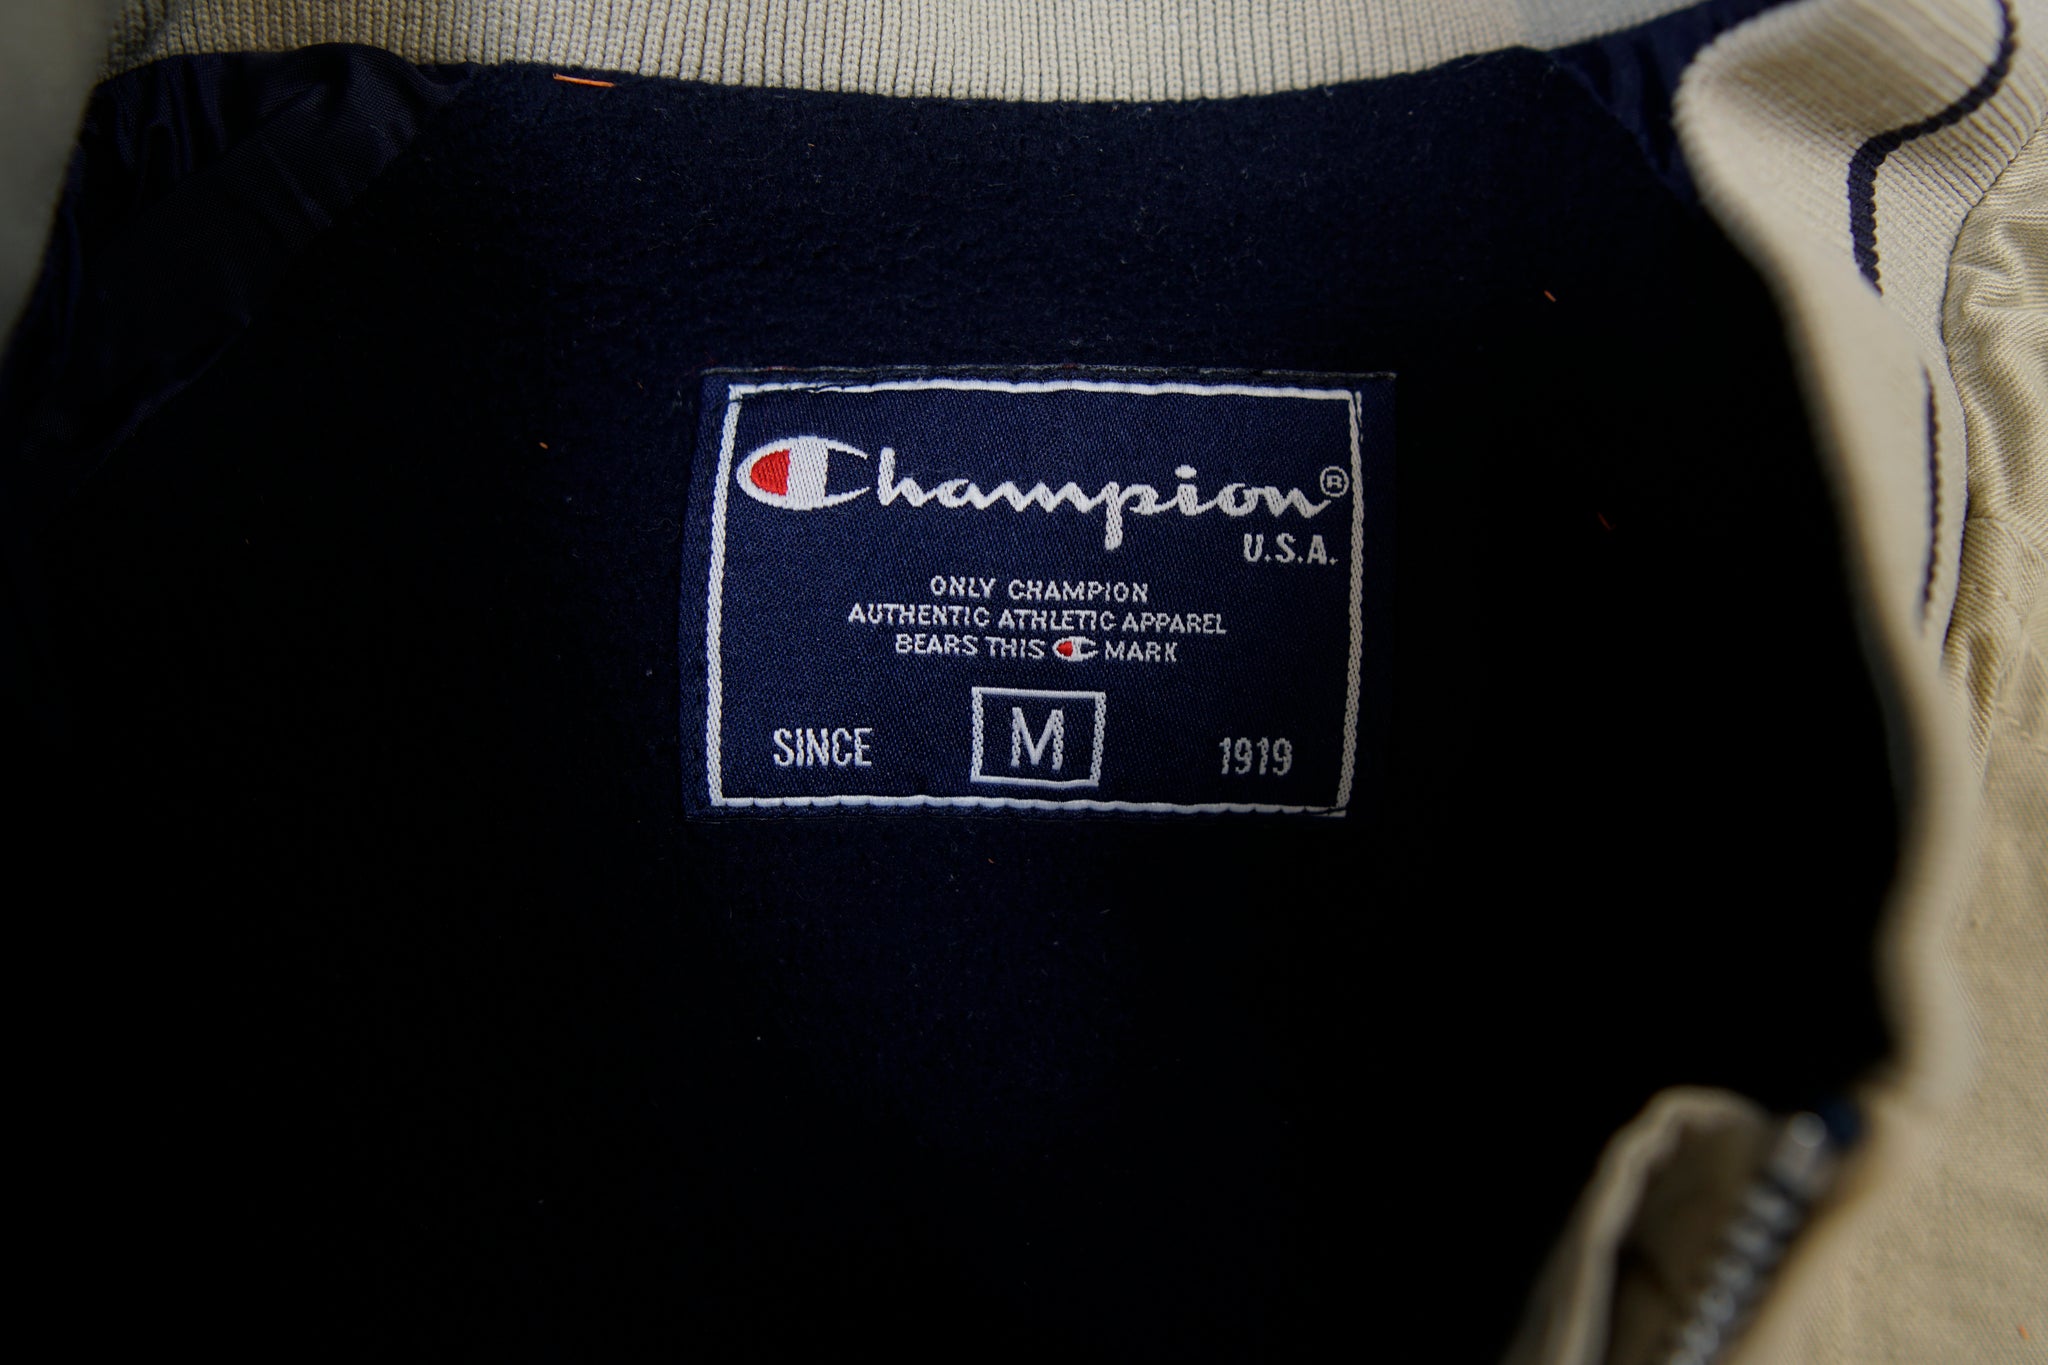 Champion®
U.S.A.
ONLY CHAMPION
AUTHENTIC ATHLETIC APPAREL
BEARS THIS C MARK
M
SINCE 1919